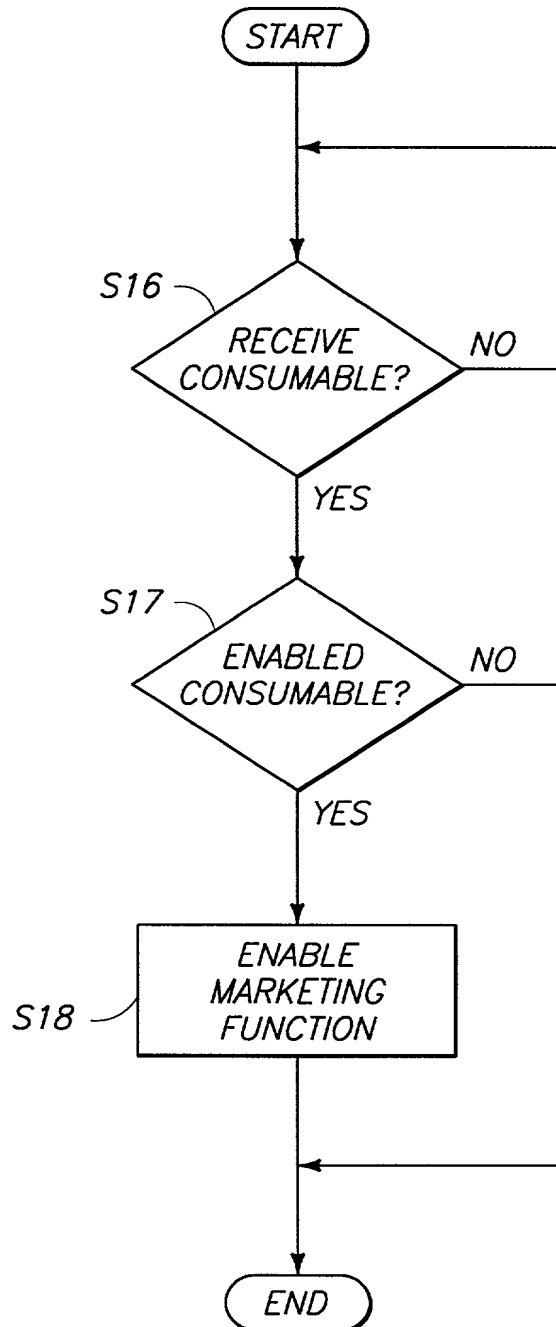 START
S16
RECEIVE
CONSUMABLE?
NO
YES
S17
ENABLED
CONSUMABLE?
NO
YES
ENABLE
MARKETING
FUNCTION
S18
END